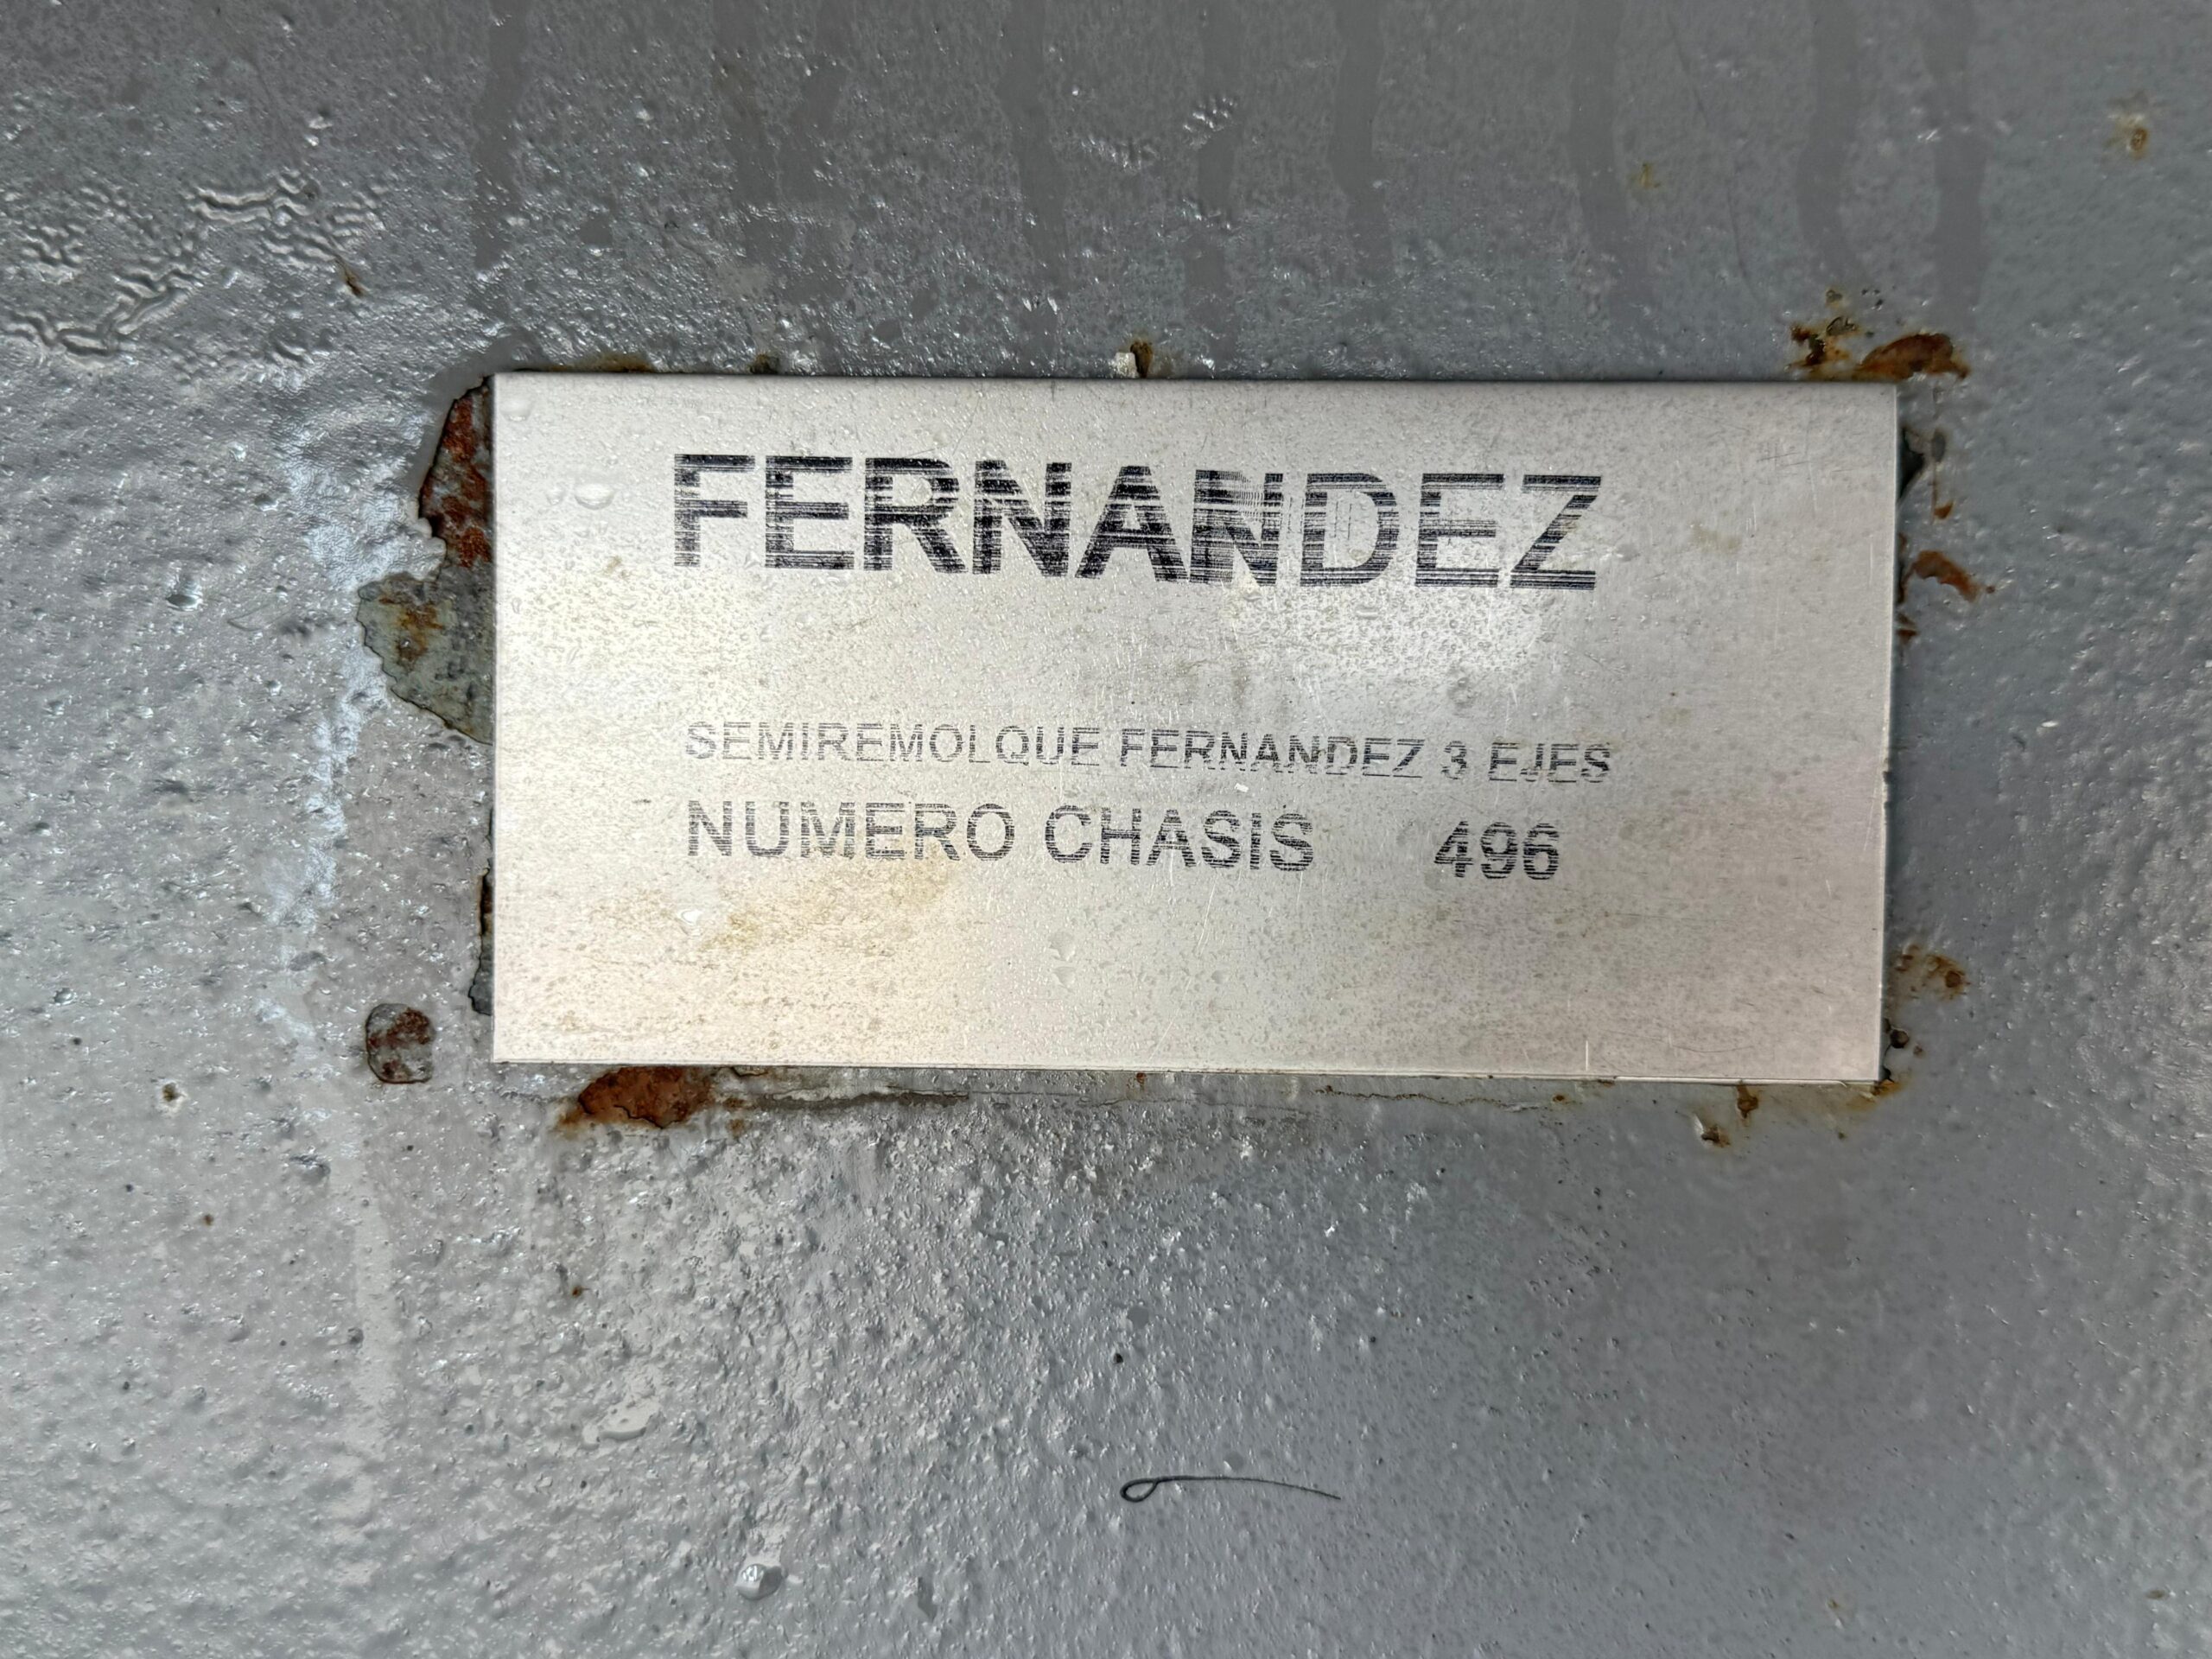 FERNANDEZ
SEMIREMOLQUE FERNANDEZ 3 EJES
NUMERO CHASIS 496